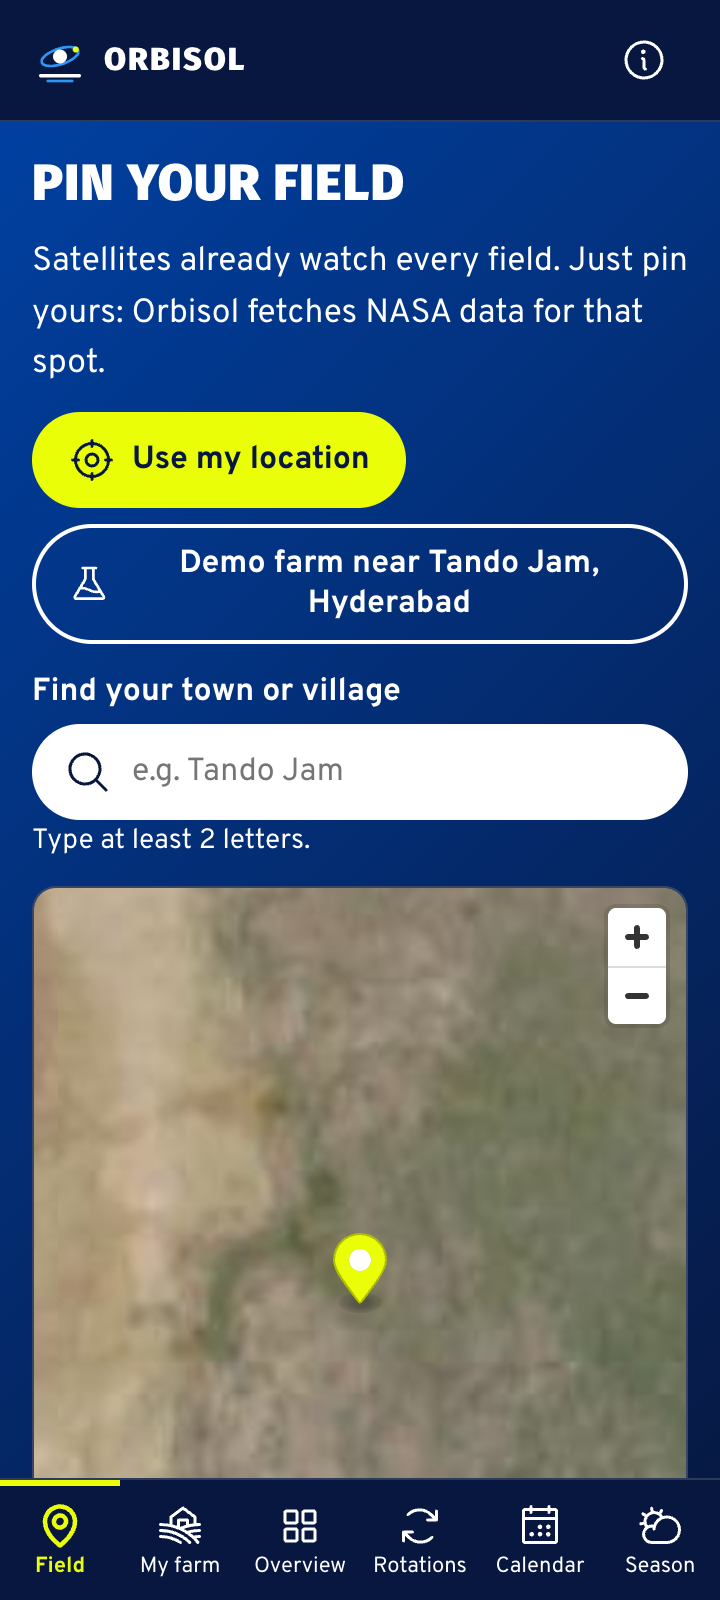 ORBISOL
PIN YOUR FIELD
Satellites already watch every field. Just pin
yours: Orbisol fetches NASA data for that
spot.
Use my location
Demo farm near Tando Jam,
Hyderabad
Find your town or village
e.g. Tando Jam
Type at least 2 letters.
Field
My farm
Overview
Rotations
Calendar
Season